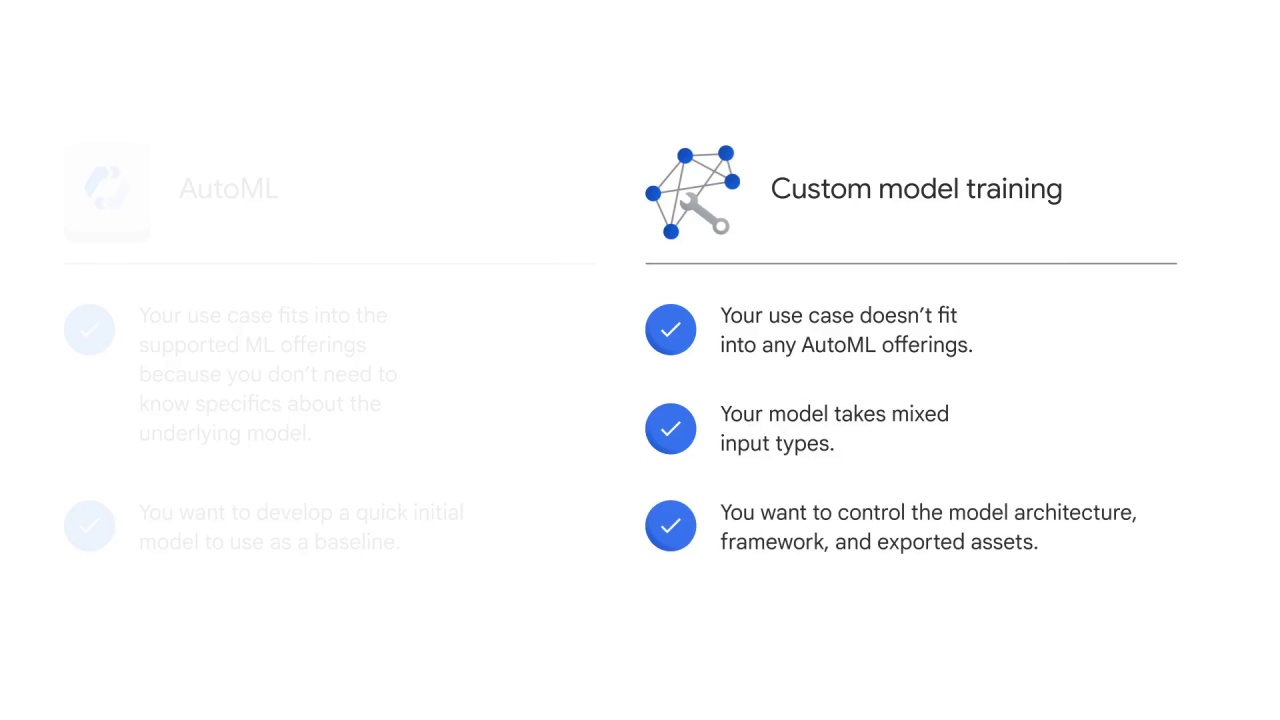 AutoML
Your use case fits into the
supported ML offerings
because you don't need to
know specifics about the
underlying model.
You want to develop a quick initial
model to use as a baseline.
Custom model training
Your use case doesn't fit
into any AutoML offerings.
Your model takes mixed
input types.
You want to control the model architecture,
framework, and exported assets.